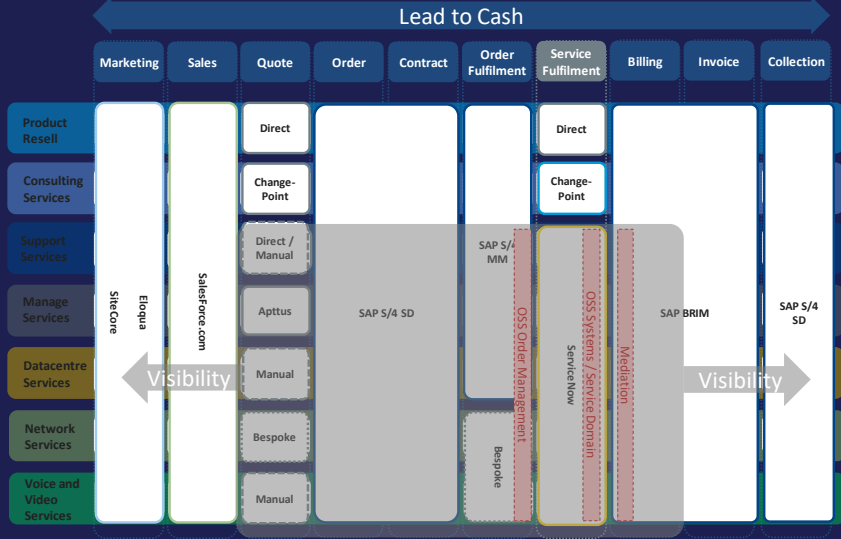 Lead to Cash
Marketing
Sales
Quote
Order
Contract
Order
Fulfilment
Service
Fulfilment
Billing
Invoice
Collection
Product
Resell
Direct
Direct
Consulting
Services
Change-
Point
Change-
Point
Support
Services
Direct /
Manual
SAP S/4
MM
Manage
Services
SiteCore
Eloqua
SalesForce.com
Apttus
SAP S/4 SD
OSS Order Management
ServiceNow
OSS Systems / Service Domain
Mediation
SAP BRIM
SAP S/4
SD
Datacentre
Services
Visibility
Manual
Visibility
Network
Services
Bespoke
Bespoke
Voice and
Video
Services
Manual